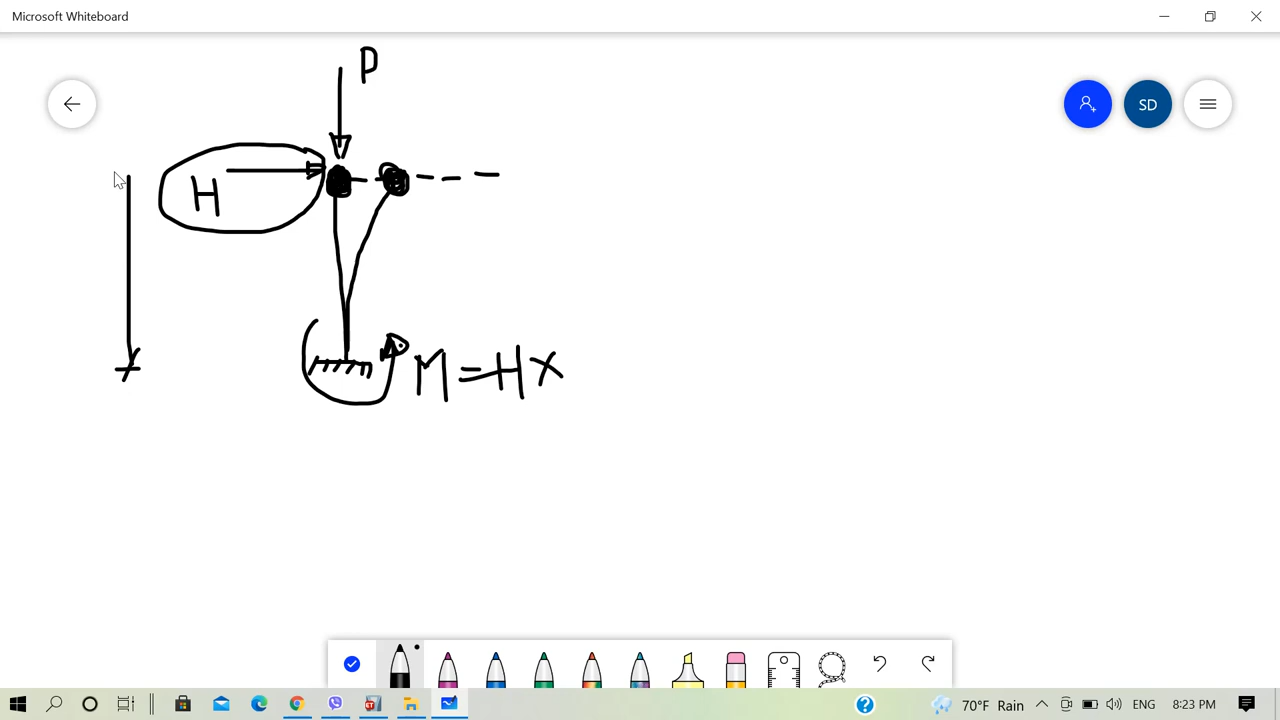 Microsoft Whiteboard
P
SD
H
M = HX
70°F Rain
ENG
8:23 PM